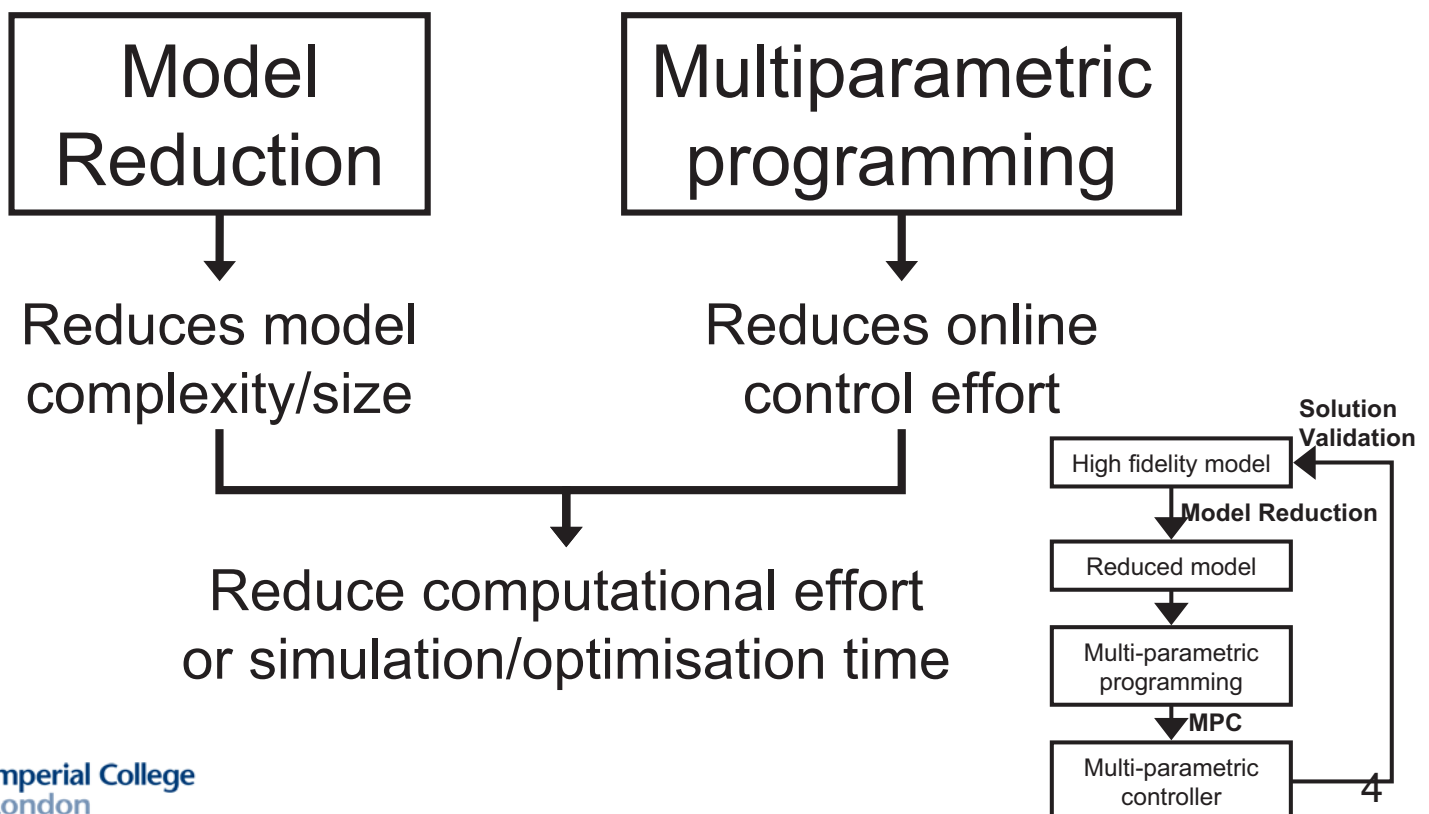 Model
Reduction
Multiparametric
programming
Reduces model
complexity/size
Reduces online
control effort
Reduce computational effort
or simulation/optimisation time
Solution
Validation
High fidelity model
Model Reduction
Reduced model
Multi-parametric
programming
MPC
Multi-parametric
controller
4
mperial College
ondon